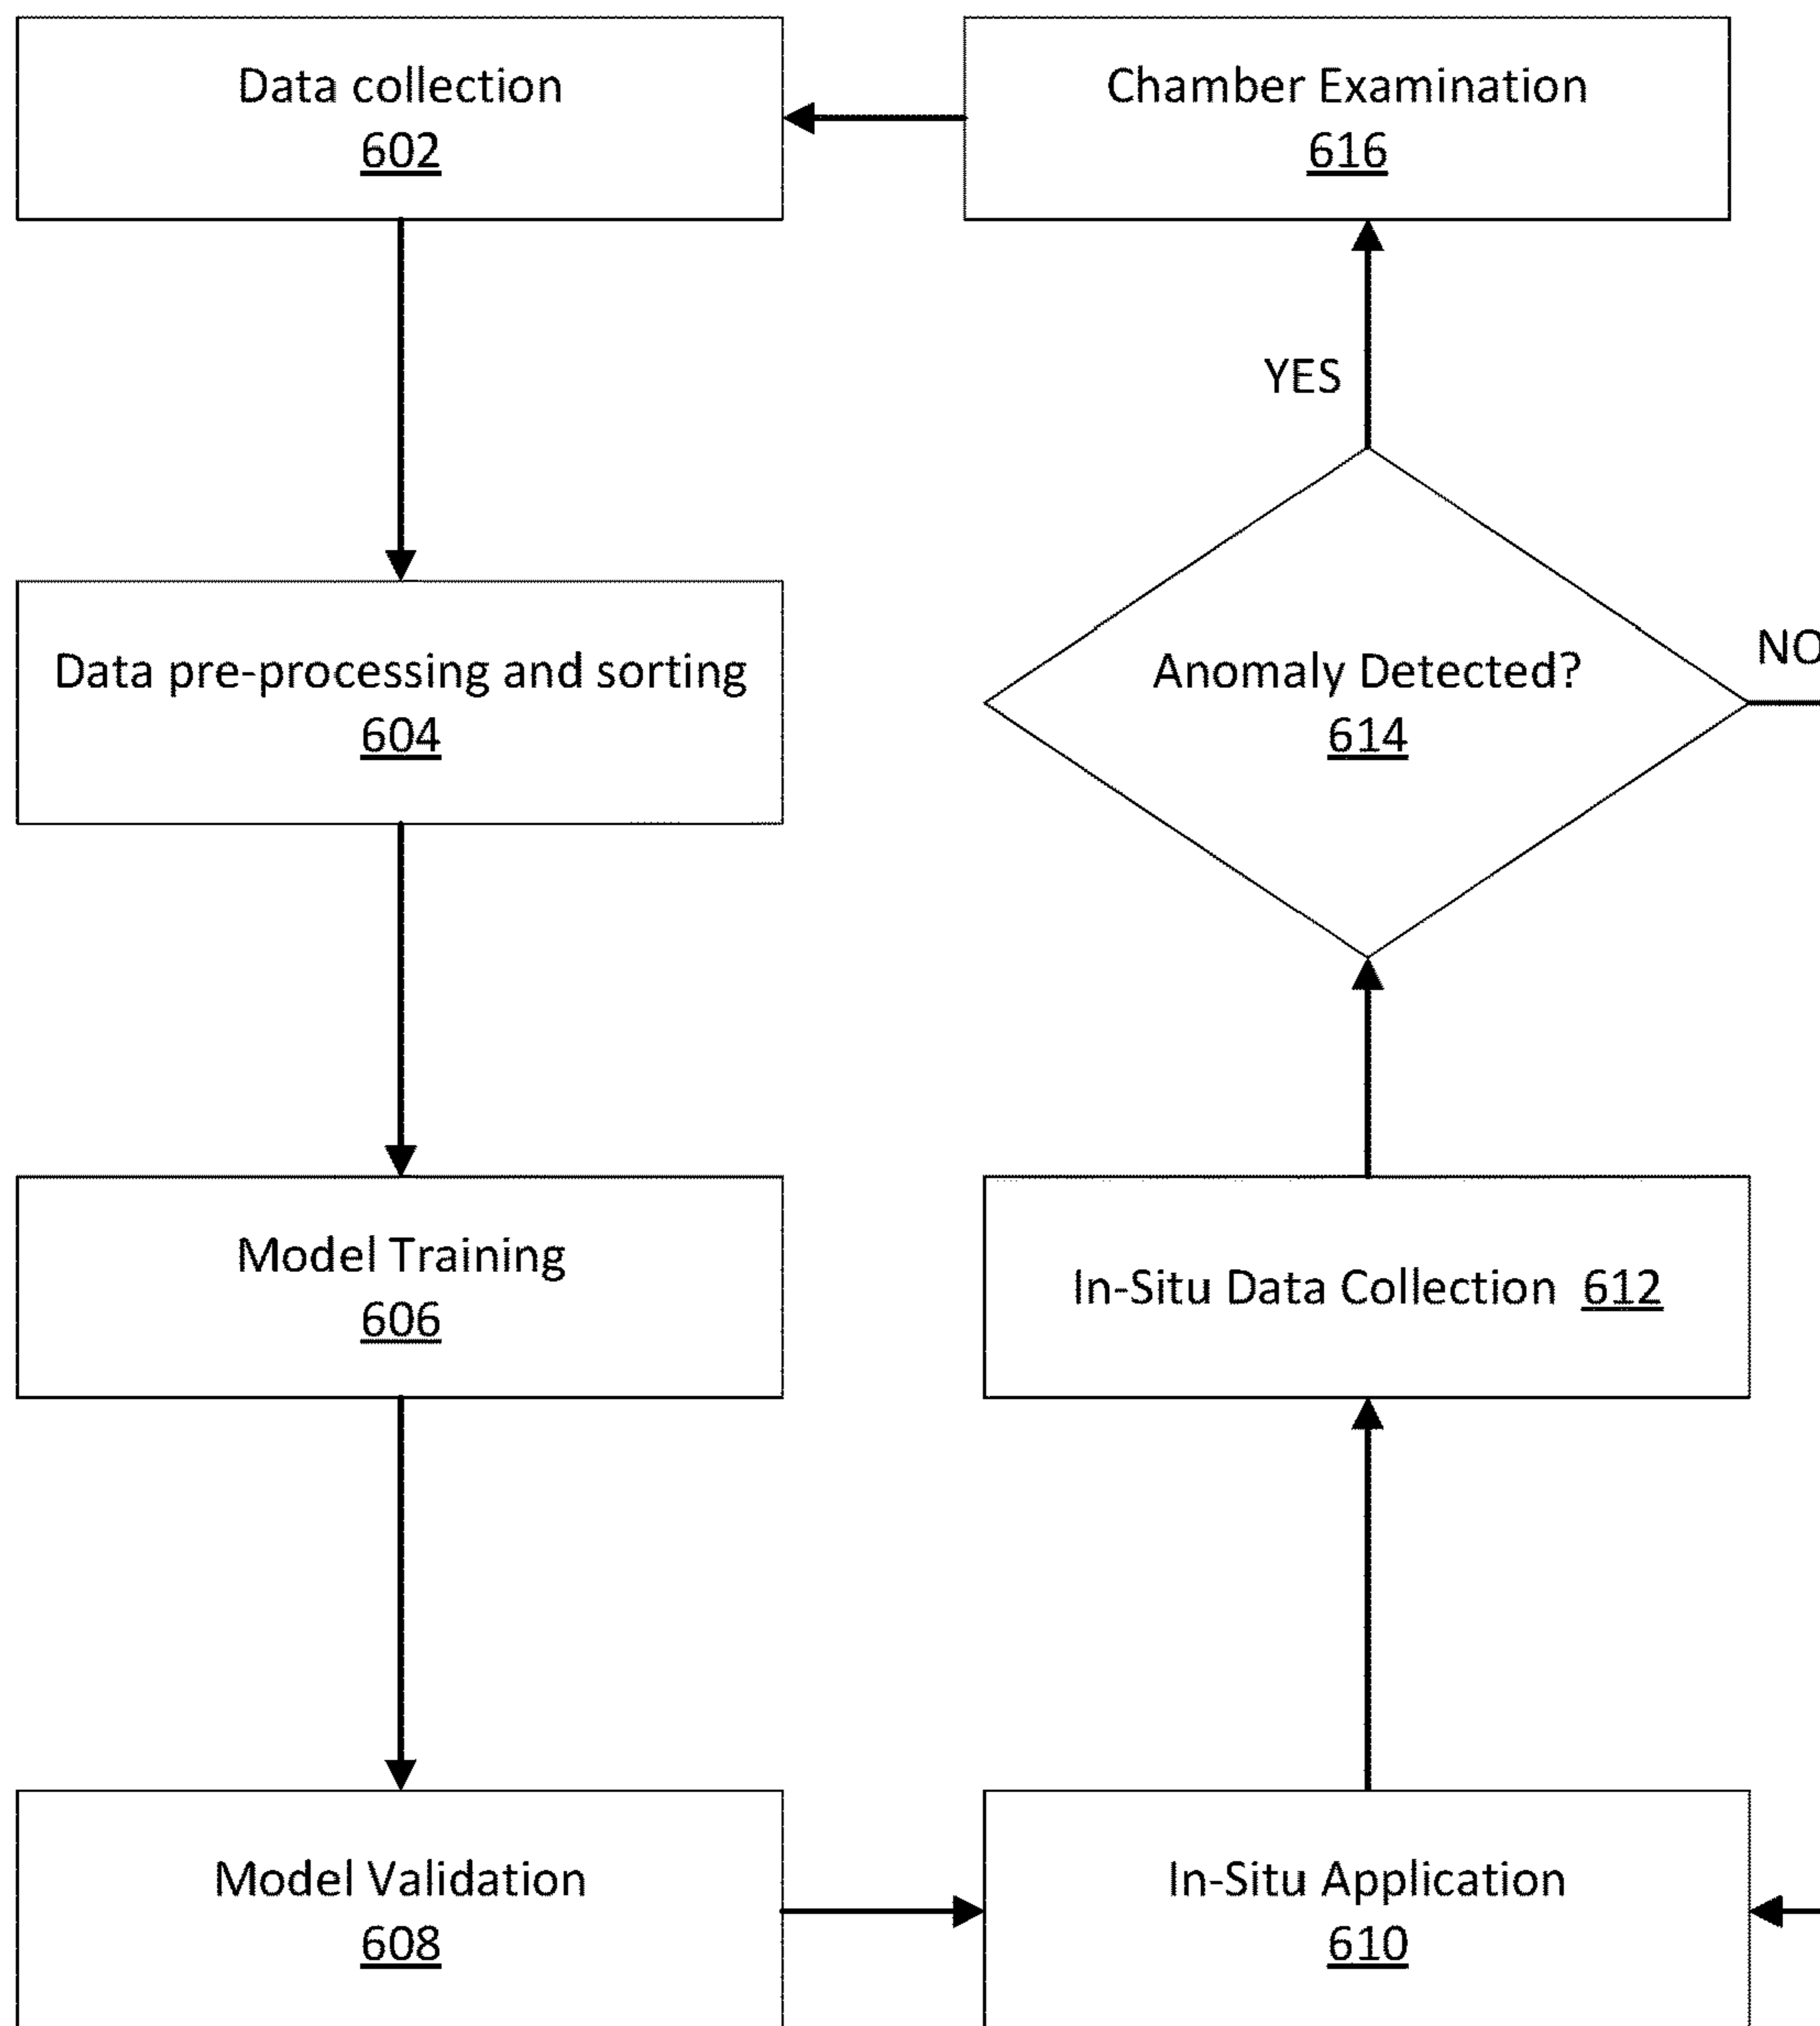 Data collection
602
Chamber Examination
616
YES
Data pre-processing and sorting
604
Anomaly Detected?
614
NO
Model Training
606
In-Situ Data Collection 612
Model Validation
608
In-Situ Application
610